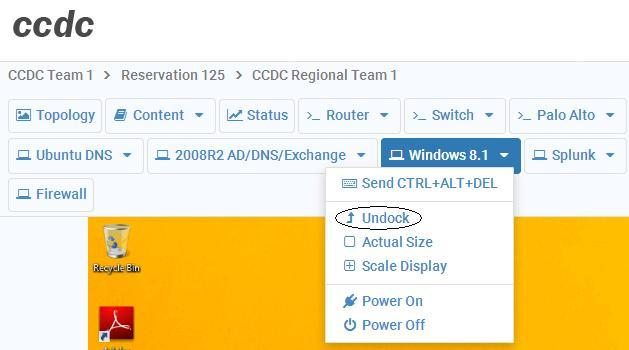 ccdc
CCDC Team 1 > Reservation 125 > CCDC Regional Team 1
Topology Content Status >_ Router >_ Switch >_ Palo Alto
Ubuntu DNS 2008R2 AD/DNS/Exchange Windows 8.1 Splunk
Firewall
Send CTRL+ALT+DEL
Undock
Actual Size
Scale Display
Power On
Power Off
Recycle Bin